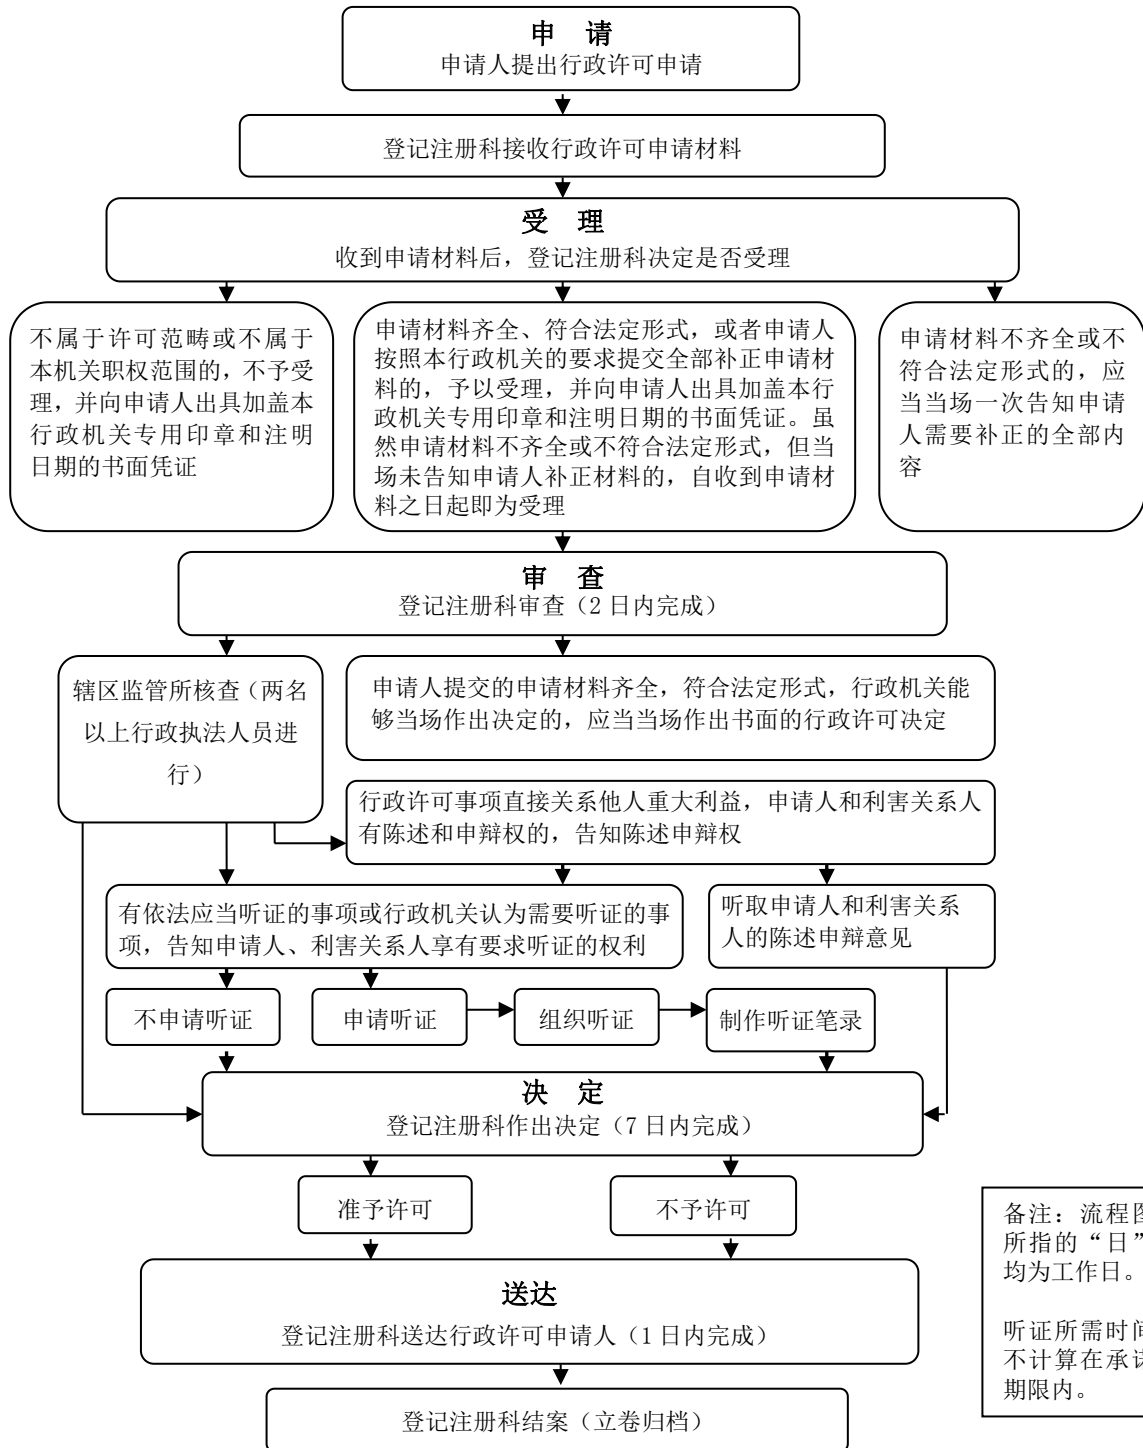 申 请
申请人提出行政许可申请
登记注册科接收行政许可申请材料
受 理
收到申请材料后，登记注册科决定是否受理
不属于许可范畴或不属于
本机关职权范围的，不予受
理，并向申请人出具加盖本
行政机关专用印章和注明
日期的书面凭证
申请材料齐全、符合法定形式，或者申请人
按照本行政机关的要求提交全部补正申请材
料的，予以受理，并向申请人出具加盖本行
政机关专用印章和注明日期的书面凭证。虽
然申请材料不齐全或不符合法定形式，但当
场未告知申请人补正材料的，自收到申请材
料之日起即为受理
申请材料不齐全或不
符合法定形式的，应
当当场一次告知申请
人需要补正的全部内
容
审 查
登记注册科审查（2 日内完成）
辖区监管所核查（两名
以上行政执法人员进
行）
申请人提交的申请材料齐全，符合法定形式，行政机关能
够当场作出决定的，应当当场作出书面的行政许可决定
行政许可事项直接关系他人重大利益，申请人和利害关系人
有陈述和申辩权的，告知陈述申辩权
有依法应当听证的事项或行政机关认为需要听证的事
项，告知申请人、利害关系人享有要求听证的权利
听取申请人和利害关系
人的陈述申辩意见
不申请听证
申请听证
组织听证
制作听证笔录
决 定
登记注册科作出决定（7 日内完成）
准予许可
不予许可
送达
登记注册科送达行政许可申请人（1 日内完成）
登记注册科结案（立卷归档）
备注：流程图
所指的“日”
均为工作日。
听证所需时间
不计算在承诺
期限内。